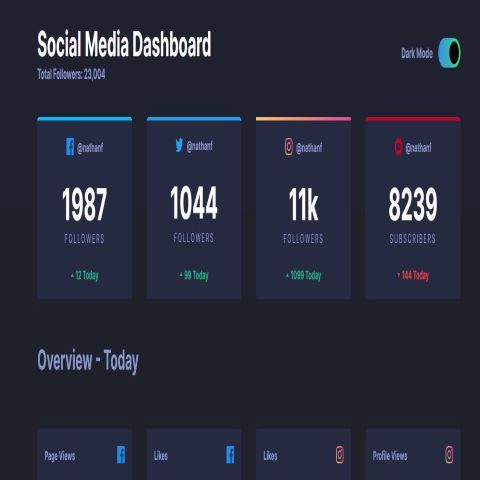 Social Media Dashboard
Total Followers: 23,004
Dark Mode
@nathanf
1987
FOLLOWERS
12 Today
@nathanf
1044
FOLLOWERS
99 Today
@nathanf
11k
FOLLOWERS
1099 Today
@nathanf
8239
SUBSCRIBERS
144 Today
Overview - Today
Page Views
Likes
Likes
Profile Views